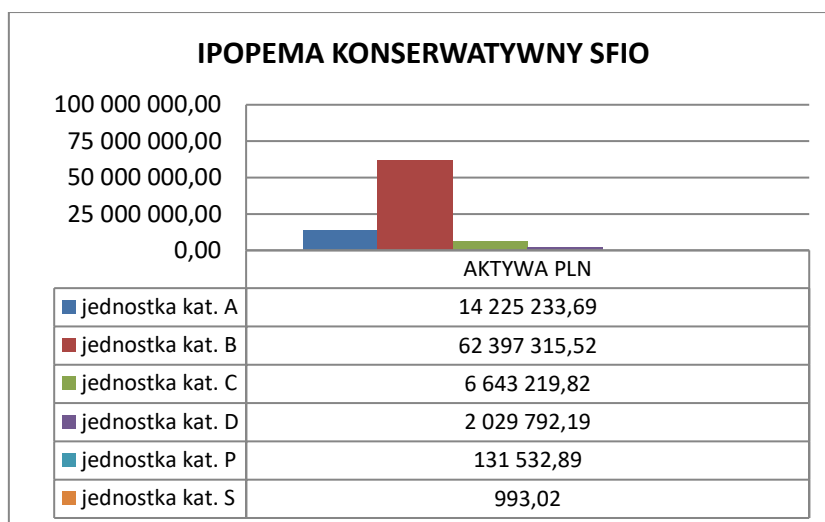 IPOPEMA KONSERWATYWNY SFIO
100 000 000,00
75 000 000,00
50 000 000,00
25 000 000,00
0,00
AKTYWA PLN
jednostka kat. A 14 225 233,69
jednostka kat. B 62 397 315,52
jednostka kat. C 6 643 219,82
jednostka kat. D 2 029 792,19
jednostka kat. P 131 532,89
jednostka kat. S 993,02